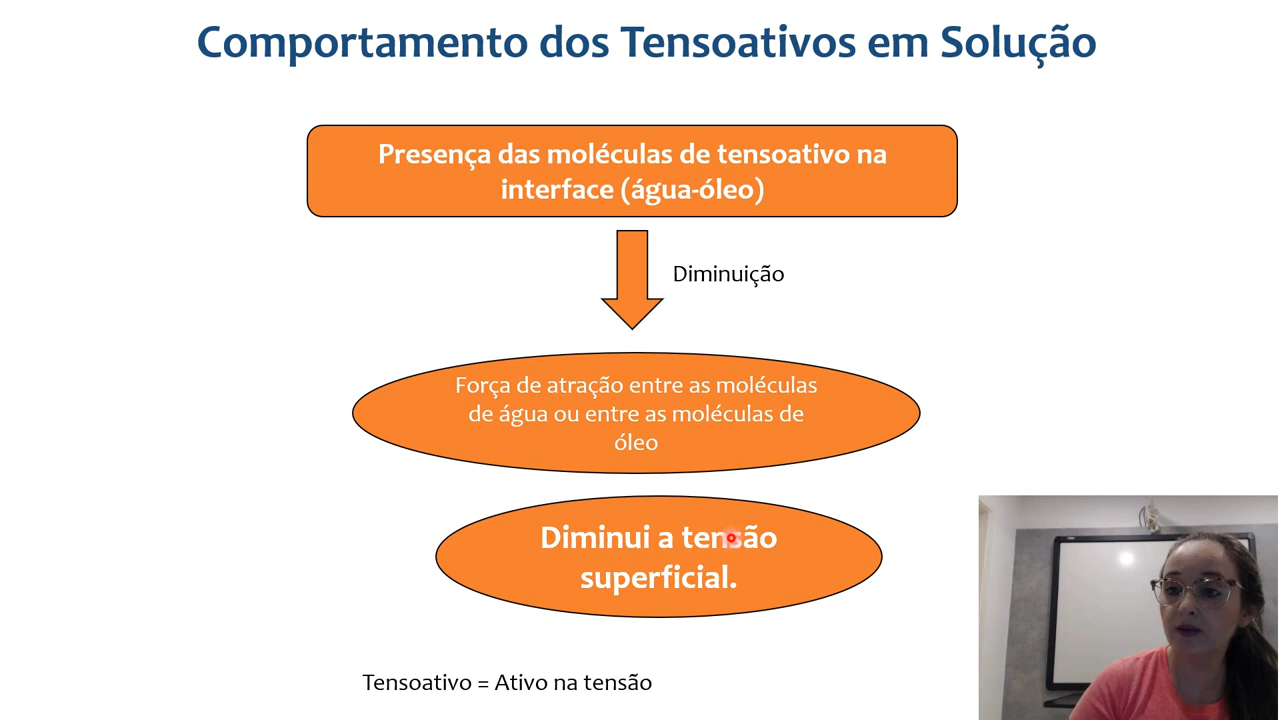 Comportamento dos Tensoativos em Solução
Presença das moléculas de tensoativo na
interface (água-óleo)
Diminuição
Força de atração entre as moléculas
de água ou entre as moléculas de
óleo
Diminui a tensão
superficial.
Tensoativo = Ativo na tensão